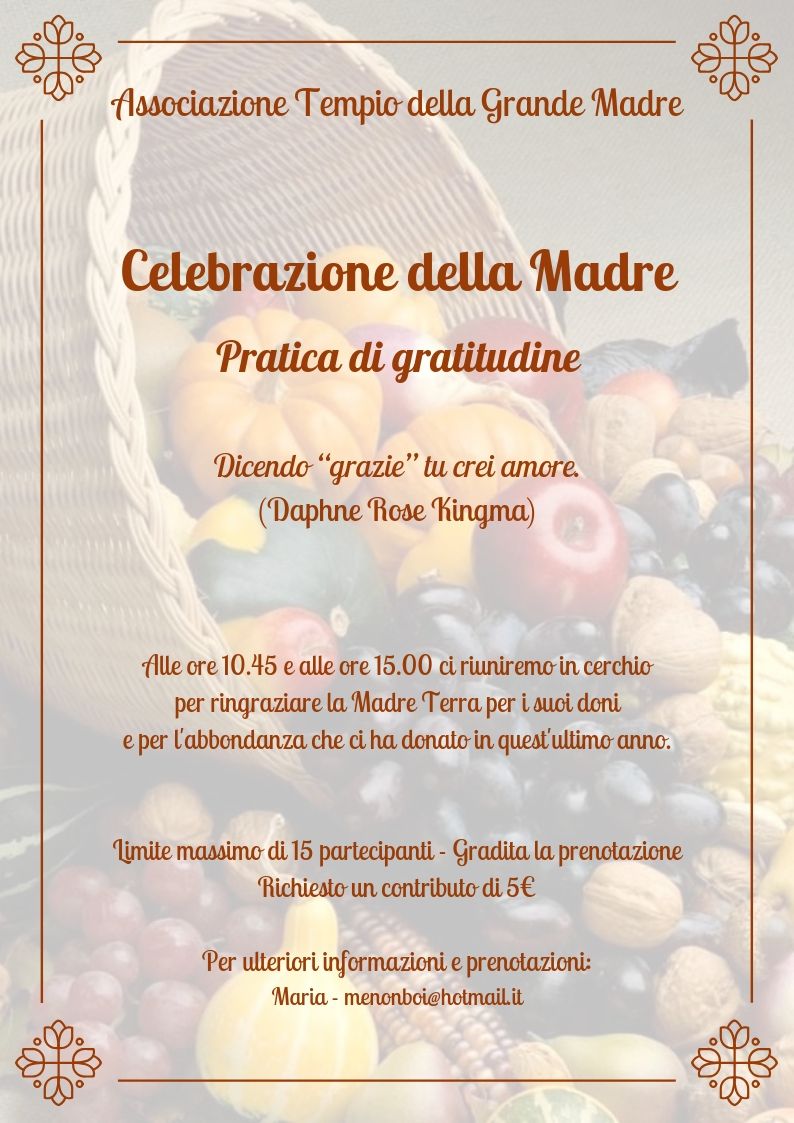 Associazione Tempio della Grande Madre
Celebrazione della Madre
Pratica di gratitudine
Dicendo “grazie” tu crei amore.
(Daphne Rose Kingma)
Alle ore 10.45 e alle ore 15.00 ci riuniremo in cerchio
per ringraziare la Madre Terra per i suoi doni
e per l'abbondanza che ci ha donato in quest'ultimo anno.
Limite massimo di 15 partecipanti - Gradita la prenotazione
Richiesto un contributo di 5€
Per ulteriori informazioni e prenotazioni:
Maria - menonboi@hotmail.it